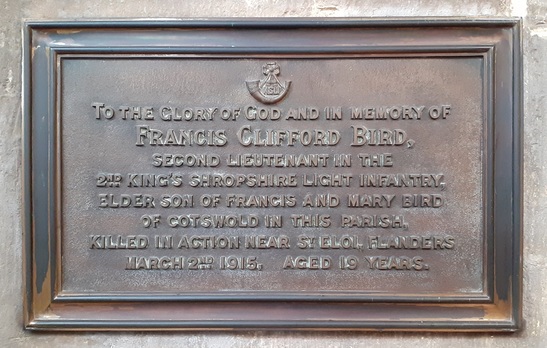 KSLI
TO THE GLORY OF GOD AND IN MEMORY OF
FRANCIS CLIFFORD BIRD,
SECOND LIEUTENANT IN THE
2ND KING'S SHROPSHIRE LIGHT INFANTRY,
ELDER SON OF FRANCIS AND MARY BIRD
OF COTSWOLD IN THIS PARISH.
KILLED IN ACTION NEAR ST ELOI, FLANDERS
MARCH 2ND 1915, AGED 19 YEARS.